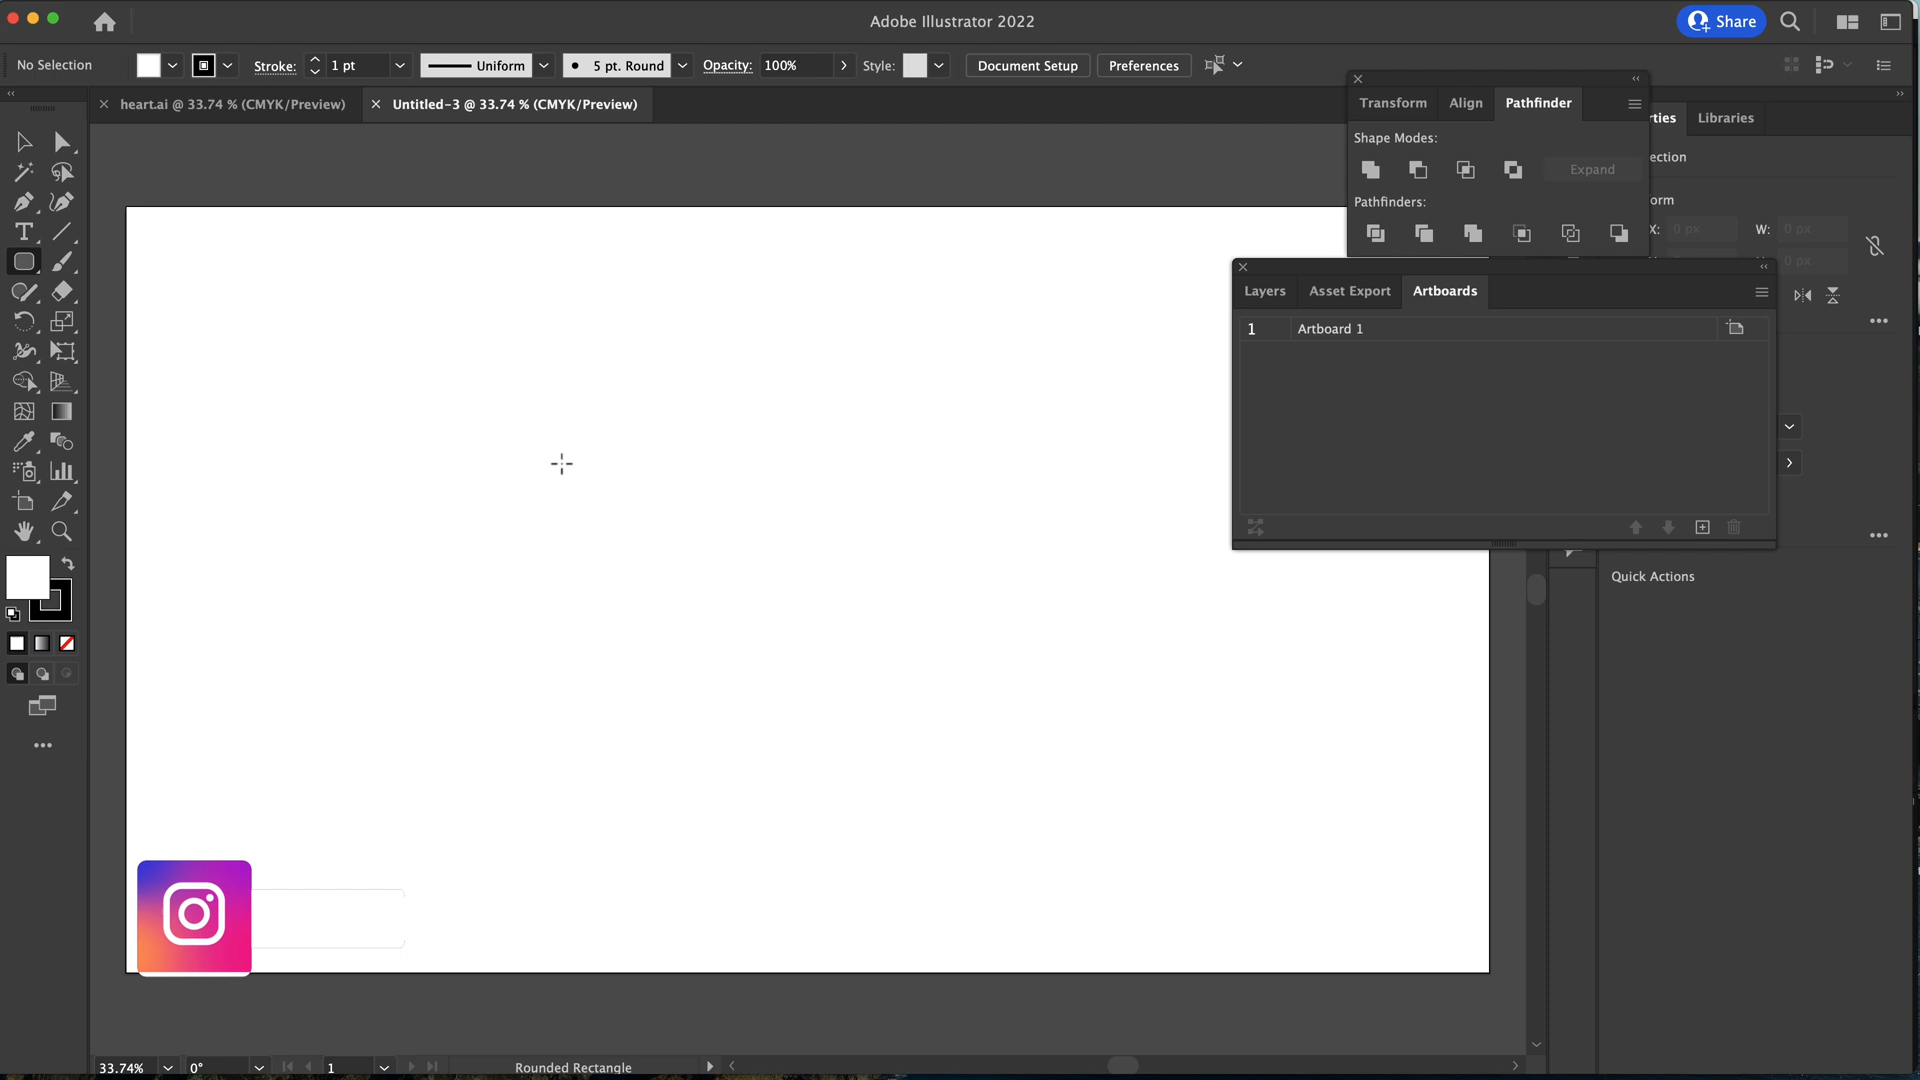 Adobe Illustrator 2022
Share
No Selection
Stroke:
1 pt
Uniform
5 pt. Round
Opacity:
100%
Style:
Document Setup
Preferences
heart.ai @ 33.74 % (CMYK/Preview)
Untitled-3 @ 33.74 % (CMYK/Preview)
Transform
Align
Pathfinder
rties
Libraries
Shape Modes:
ection
Expand
Pathfinders:
orm
X:
0 px
W:
0 px
0 px
Layers
Asset Export
Artboards
1
Artboard 1
Quick Actions
33.74%
0°
1
Rounded Rectangle